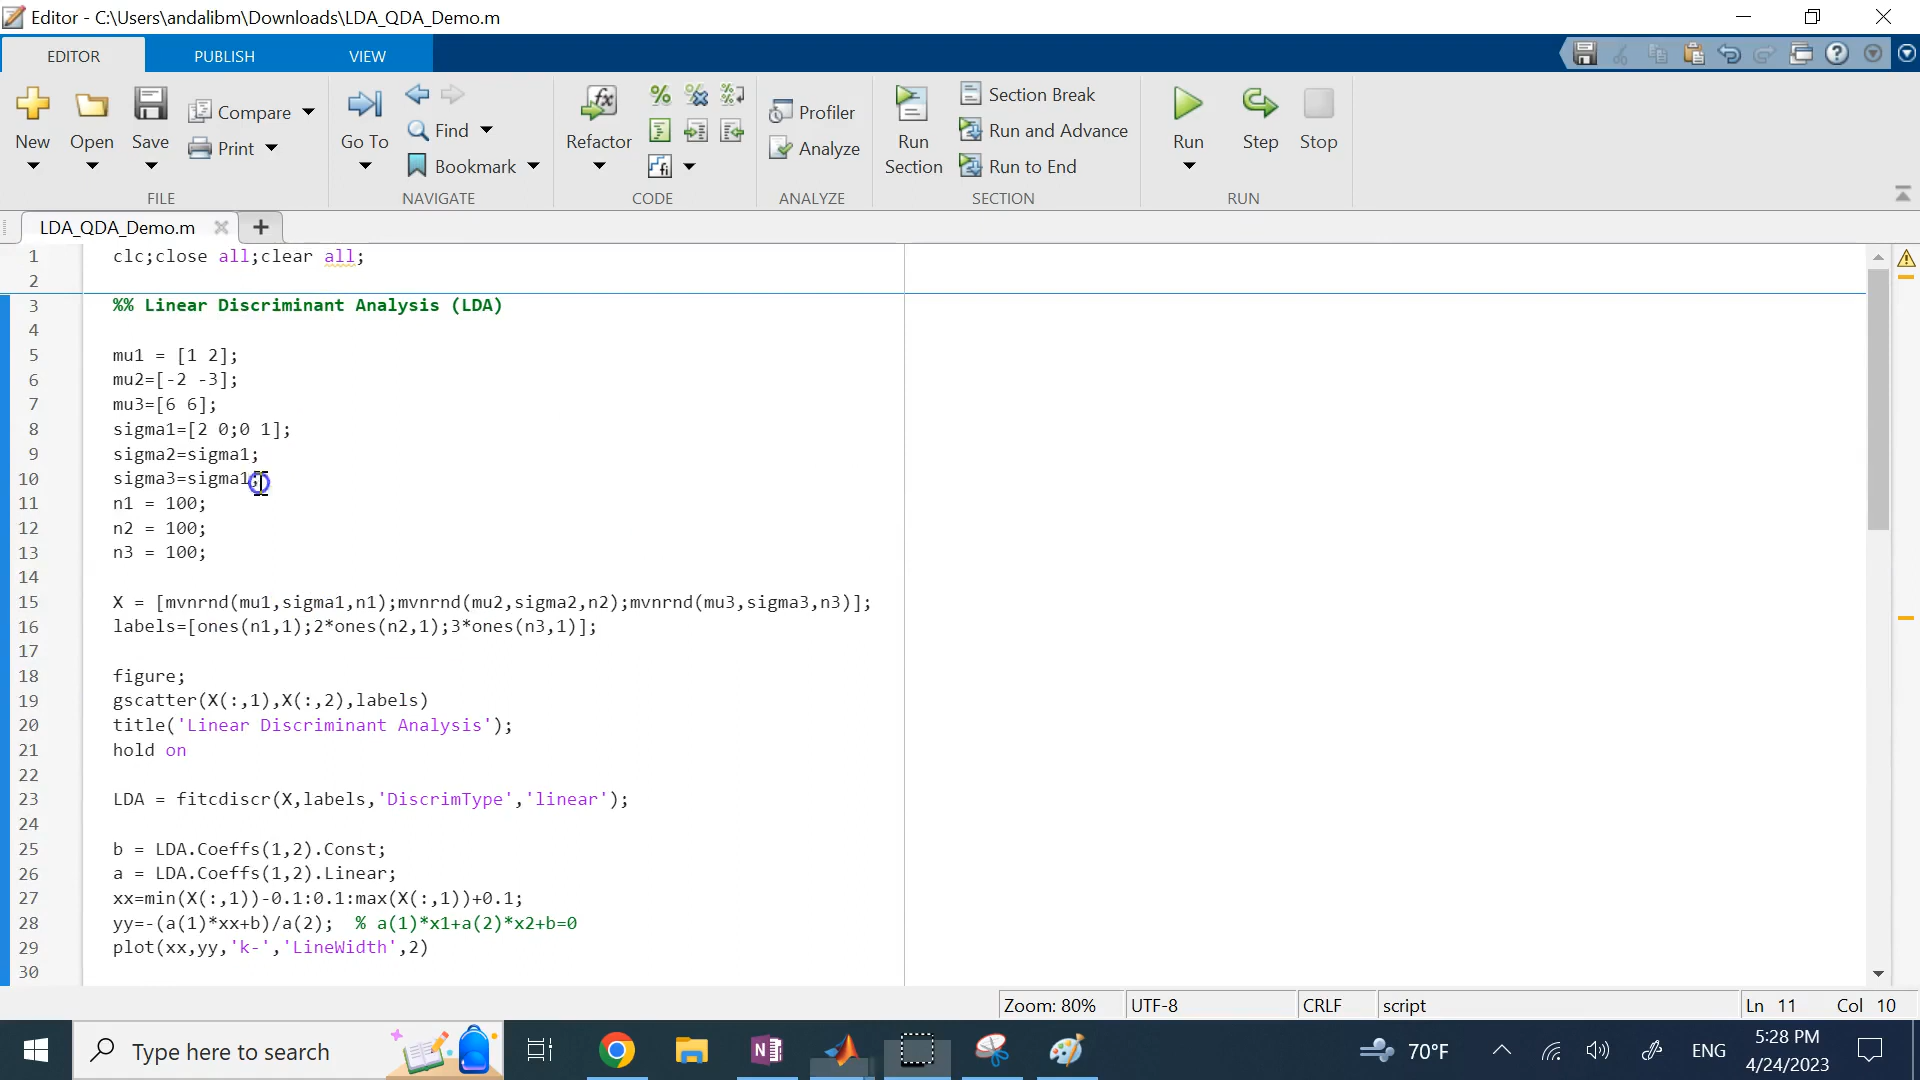 Editor - C:\Users\andalibm\Downloads\LDA_QDA_Demo.m
EDITOR
PUBLISH
VIEW
New
Open
Save
Compare
Print
FILE
Go To
Find
Bookmark
NAVIGATE
Refactor
CODE
Profiler
Analyze
ANALYZE
Run Section
Section Break
Run and Advance
Run to End
SECTION
Run
Step
Stop
RUN
LDA_QDA_Demo.m
1 clc;close all;clear all;
2
3 %% Linear Discriminant Analysis (LDA)
4
5 mu1 = [1 2];
6 mu2=[-2 -3];
7 mu3=[6 6];
8 sigma1=[2 0;0 1];
9 sigma2=sigma1;
10 sigma3=sigma1;
11 n1 = 100;
12 n2 = 100;
13 n3 = 100;
14
15 X = [mvnrnd(mu1,sigma1,n1);mvnrnd(mu2,sigma2,n2);mvnrnd(mu3,sigma3,n3)];
16 labels=[ones(n1,1);2*ones(n2,1);3*ones(n3,1)];
17
18 figure;
19 gscatter(X(:,1),X(:,2),labels)
20 title('Linear Discriminant Analysis');
21 hold on
22
23 LDA = fitcdiscr(X,labels,'DiscrimType','linear');
24
25 b = LDA.Coeffs(1,2).Const;
26 a = LDA.Coeffs(1,2).Linear;
27 xx=min(X(:,1))-0.1:0.1:max(X(:,1))+0.1;
28 yy=-(a(1)*xx+b)/a(2);  % a(1)*x1+a(2)*x2+b=0
29 plot(xx,yy,'k-','LineWidth',2)
30
Zoom: 80%
UTF-8
CRLF
script
Ln 11
Col 10
Type here to search
70°F
ENG
5:28 PM
4/24/2023